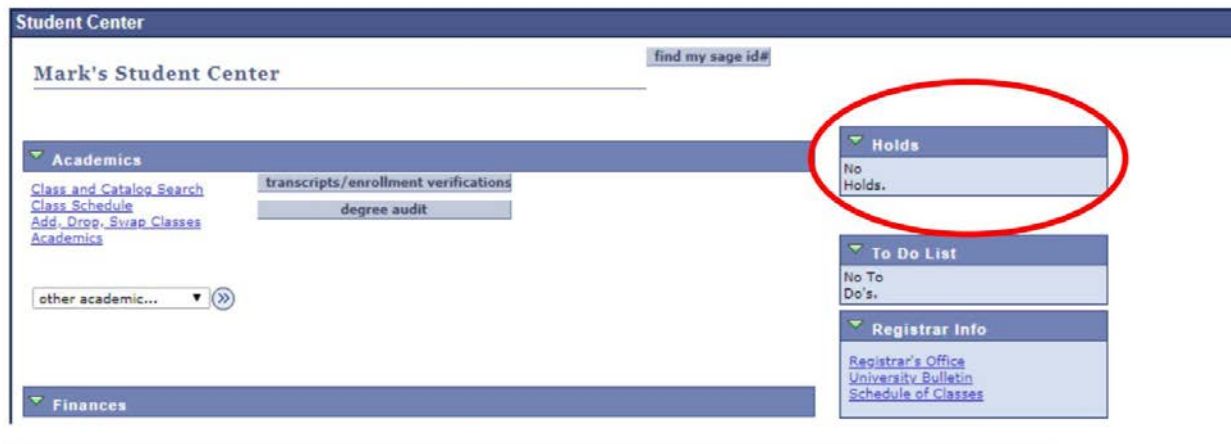 Student Center
find my sage id#
Mark's Student Center
Academics
Class and Catalog Search
Class Schedule
Add, Drop, Swap Classes
Academics
transcripts/enrollment verifications
degree audit
other academic...
Finances
Holds
No
Holds.
To Do List
No To
Do's.
Registrar Info
Registrar's Office
University Bulletin
Schedule of Classes